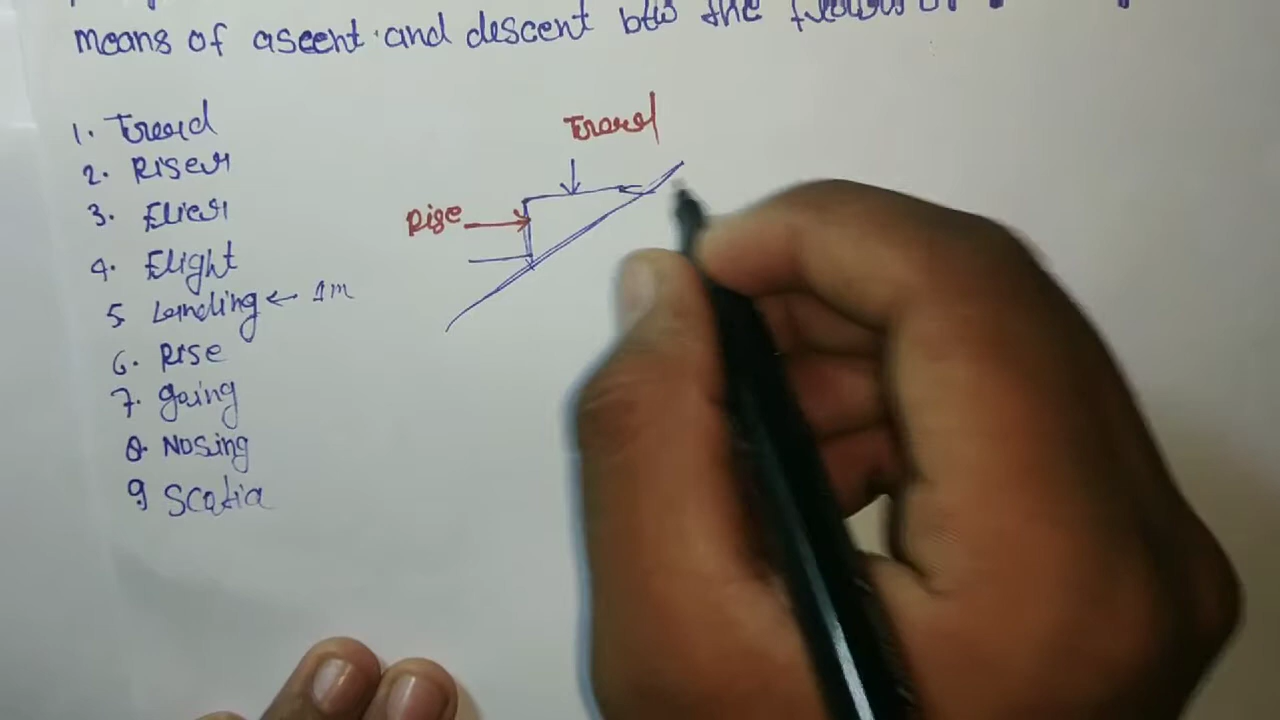 means of ascent and descent btw the
1. Tread
2. Riser
3. Flier
4. Flight
5 Landing ← 1m
6. Rise
7. going
8. Nosing
9 Scotia
Tread
Rise